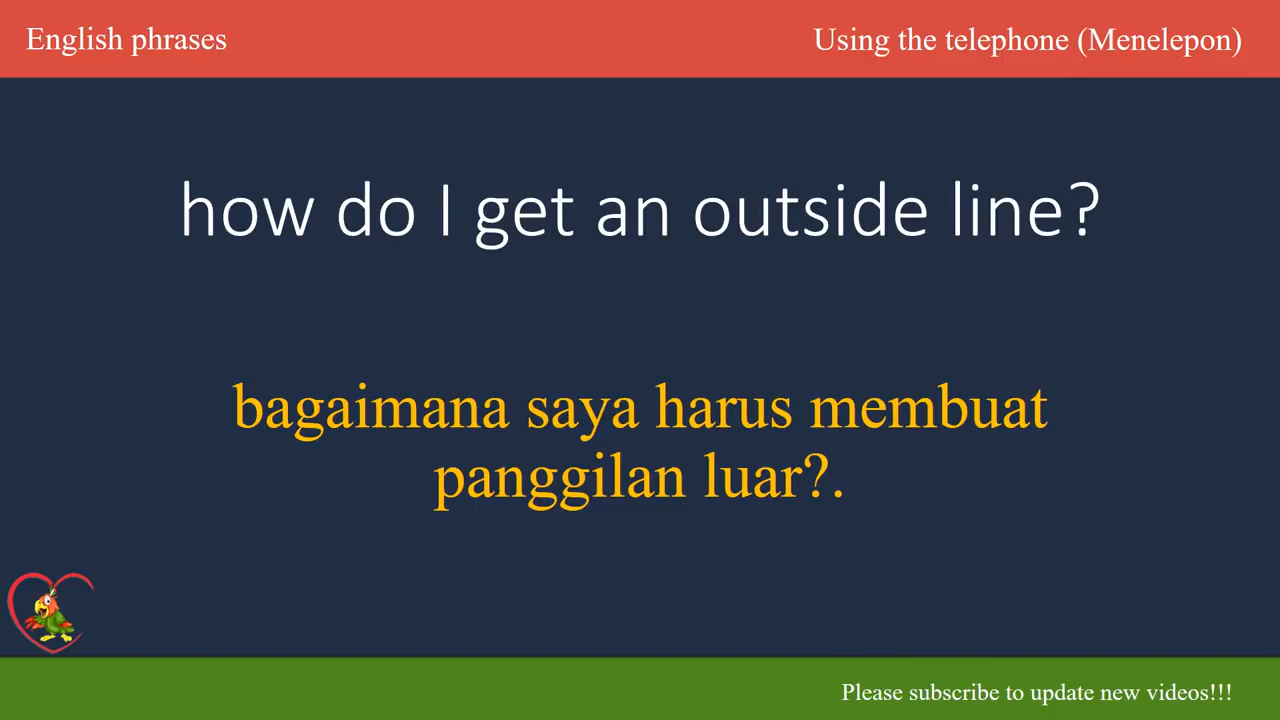 English phrases
Using the telephone (Menelepon)
how do I get an outside line?
bagaimana saya harus membuat
panggilan luar?.
Please subscribe to update new videos!!!